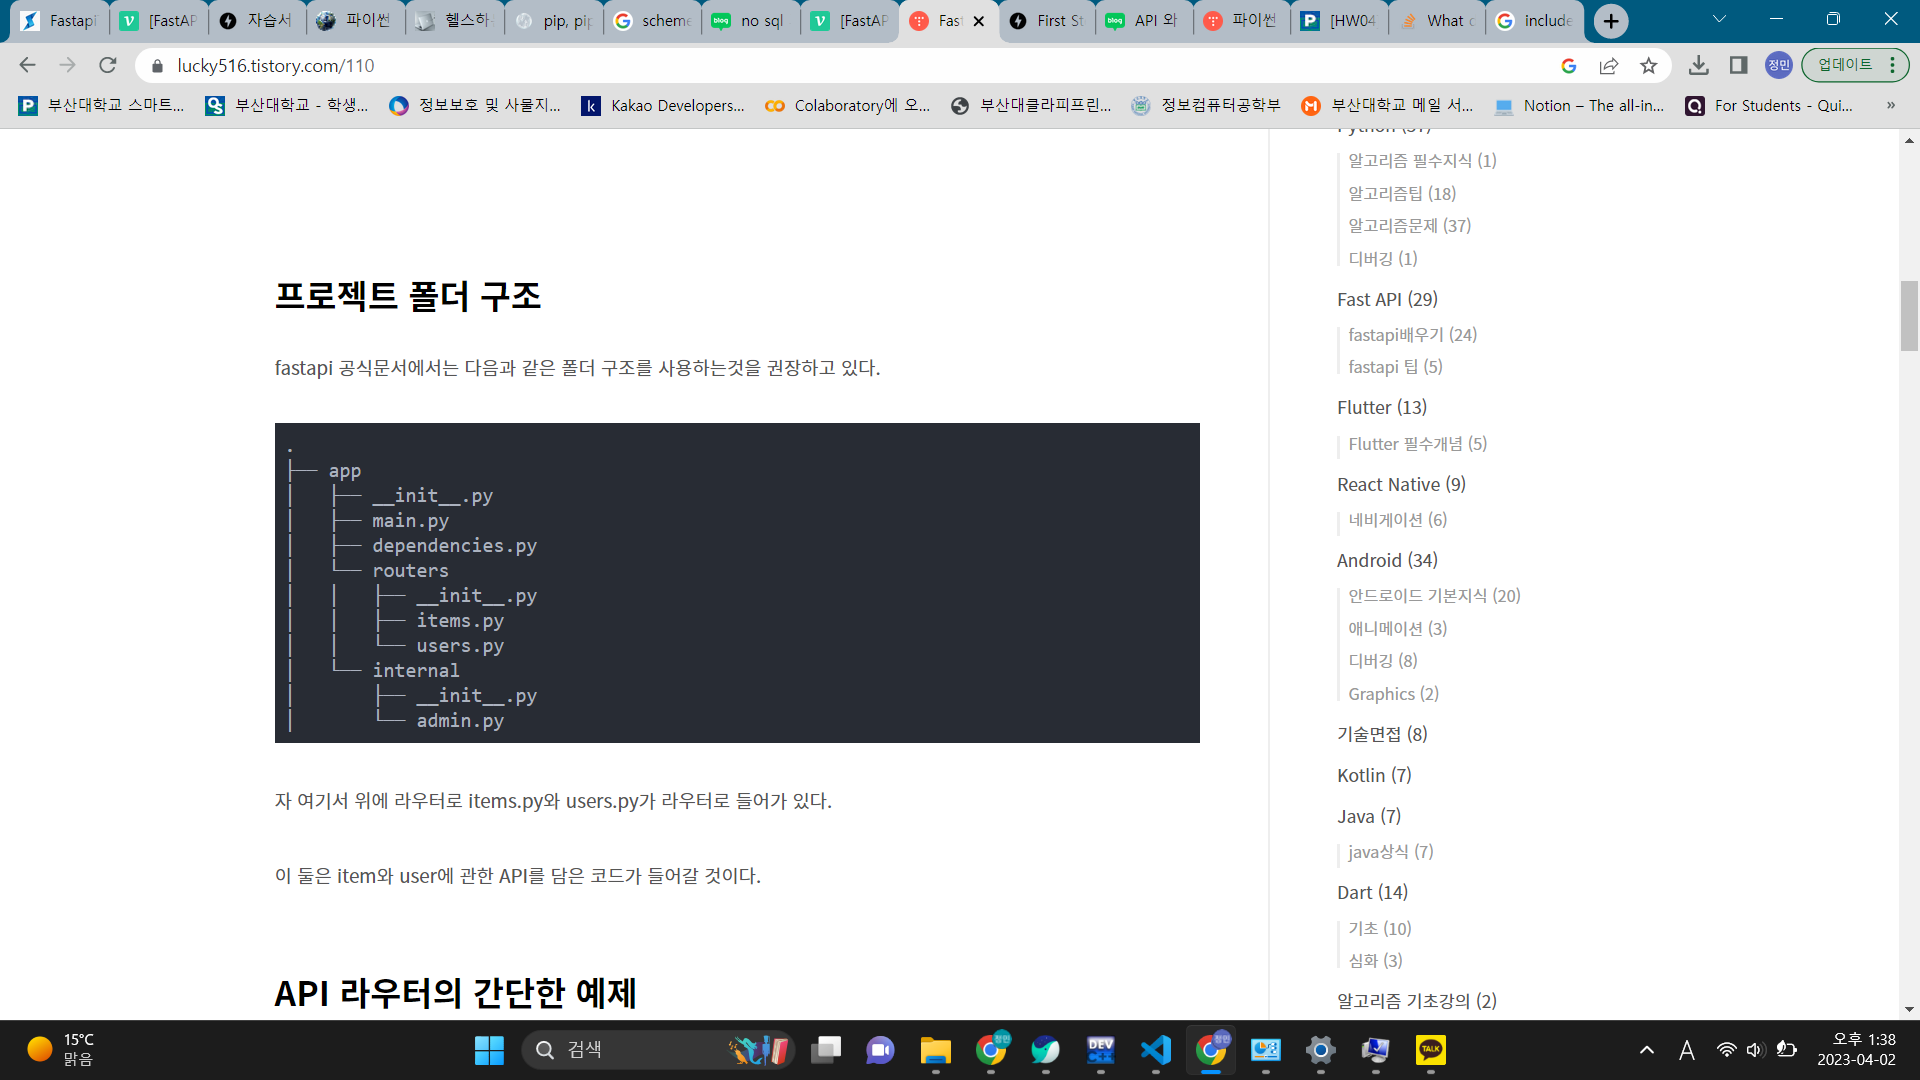 Fastapi
[FastAP
자습서
파이썬
헬스하
pip, pip
scheme
no sql
[FastAP
Fast
First St
API 와
파이썬
[HW04
What c
include
lucky516.tistory.com/110
정민
업데이트
부산대학교 스마트...
부산대학교 - 학생...
정보보호 및 사물지...
Kakao Developers...
Colaboratory에 오...
부산대클라피프린...
정보컴퓨터공학부
부산대학교 메일 서...
Notion – The all-in...
For Students - Qui...
»
프로젝트 폴더 구조
fastapi 공식문서에서는 다음과 같은 폴더 구조를 사용하는것을 권장하고 있다.
.
├── app
│   ├── __init__.py
│   ├── main.py
│   ├── dependencies.py
│   └── routers
│   │   ├── __init__.py
│   │   ├── items.py
│   │   └── users.py
│   └── internal
│       ├── __init__.py
│       └── admin.py
자 여기서 위에 라우터로 items.py와 users.py가 라우터로 들어가 있다.
이 둘은 item와 user에 관한 API를 담은 코드가 들어갈 것이다.
API 라우터의 간단한 예제
알고리즘 필수지식 (1)
알고리즘팁 (18)
알고리즘문제 (37)
디버깅 (1)
Fast API (29)
fastapi배우기 (24)
fastapi 팁 (5)
Flutter (13)
Flutter 필수개념 (5)
React Native (9)
네비게이션 (6)
Android (34)
안드로이드 기본지식 (20)
애니메이션 (3)
디버깅 (8)
Graphics (2)
기술면접 (8)
Kotlin (7)
Java (7)
java상식 (7)
Dart (14)
기초 (10)
심화 (3)
알고리즘 기초강의 (2)
15°C
맑음
검색
정민
DEV
C++
정민
TALK
A
오후 1:38
2023-04-02